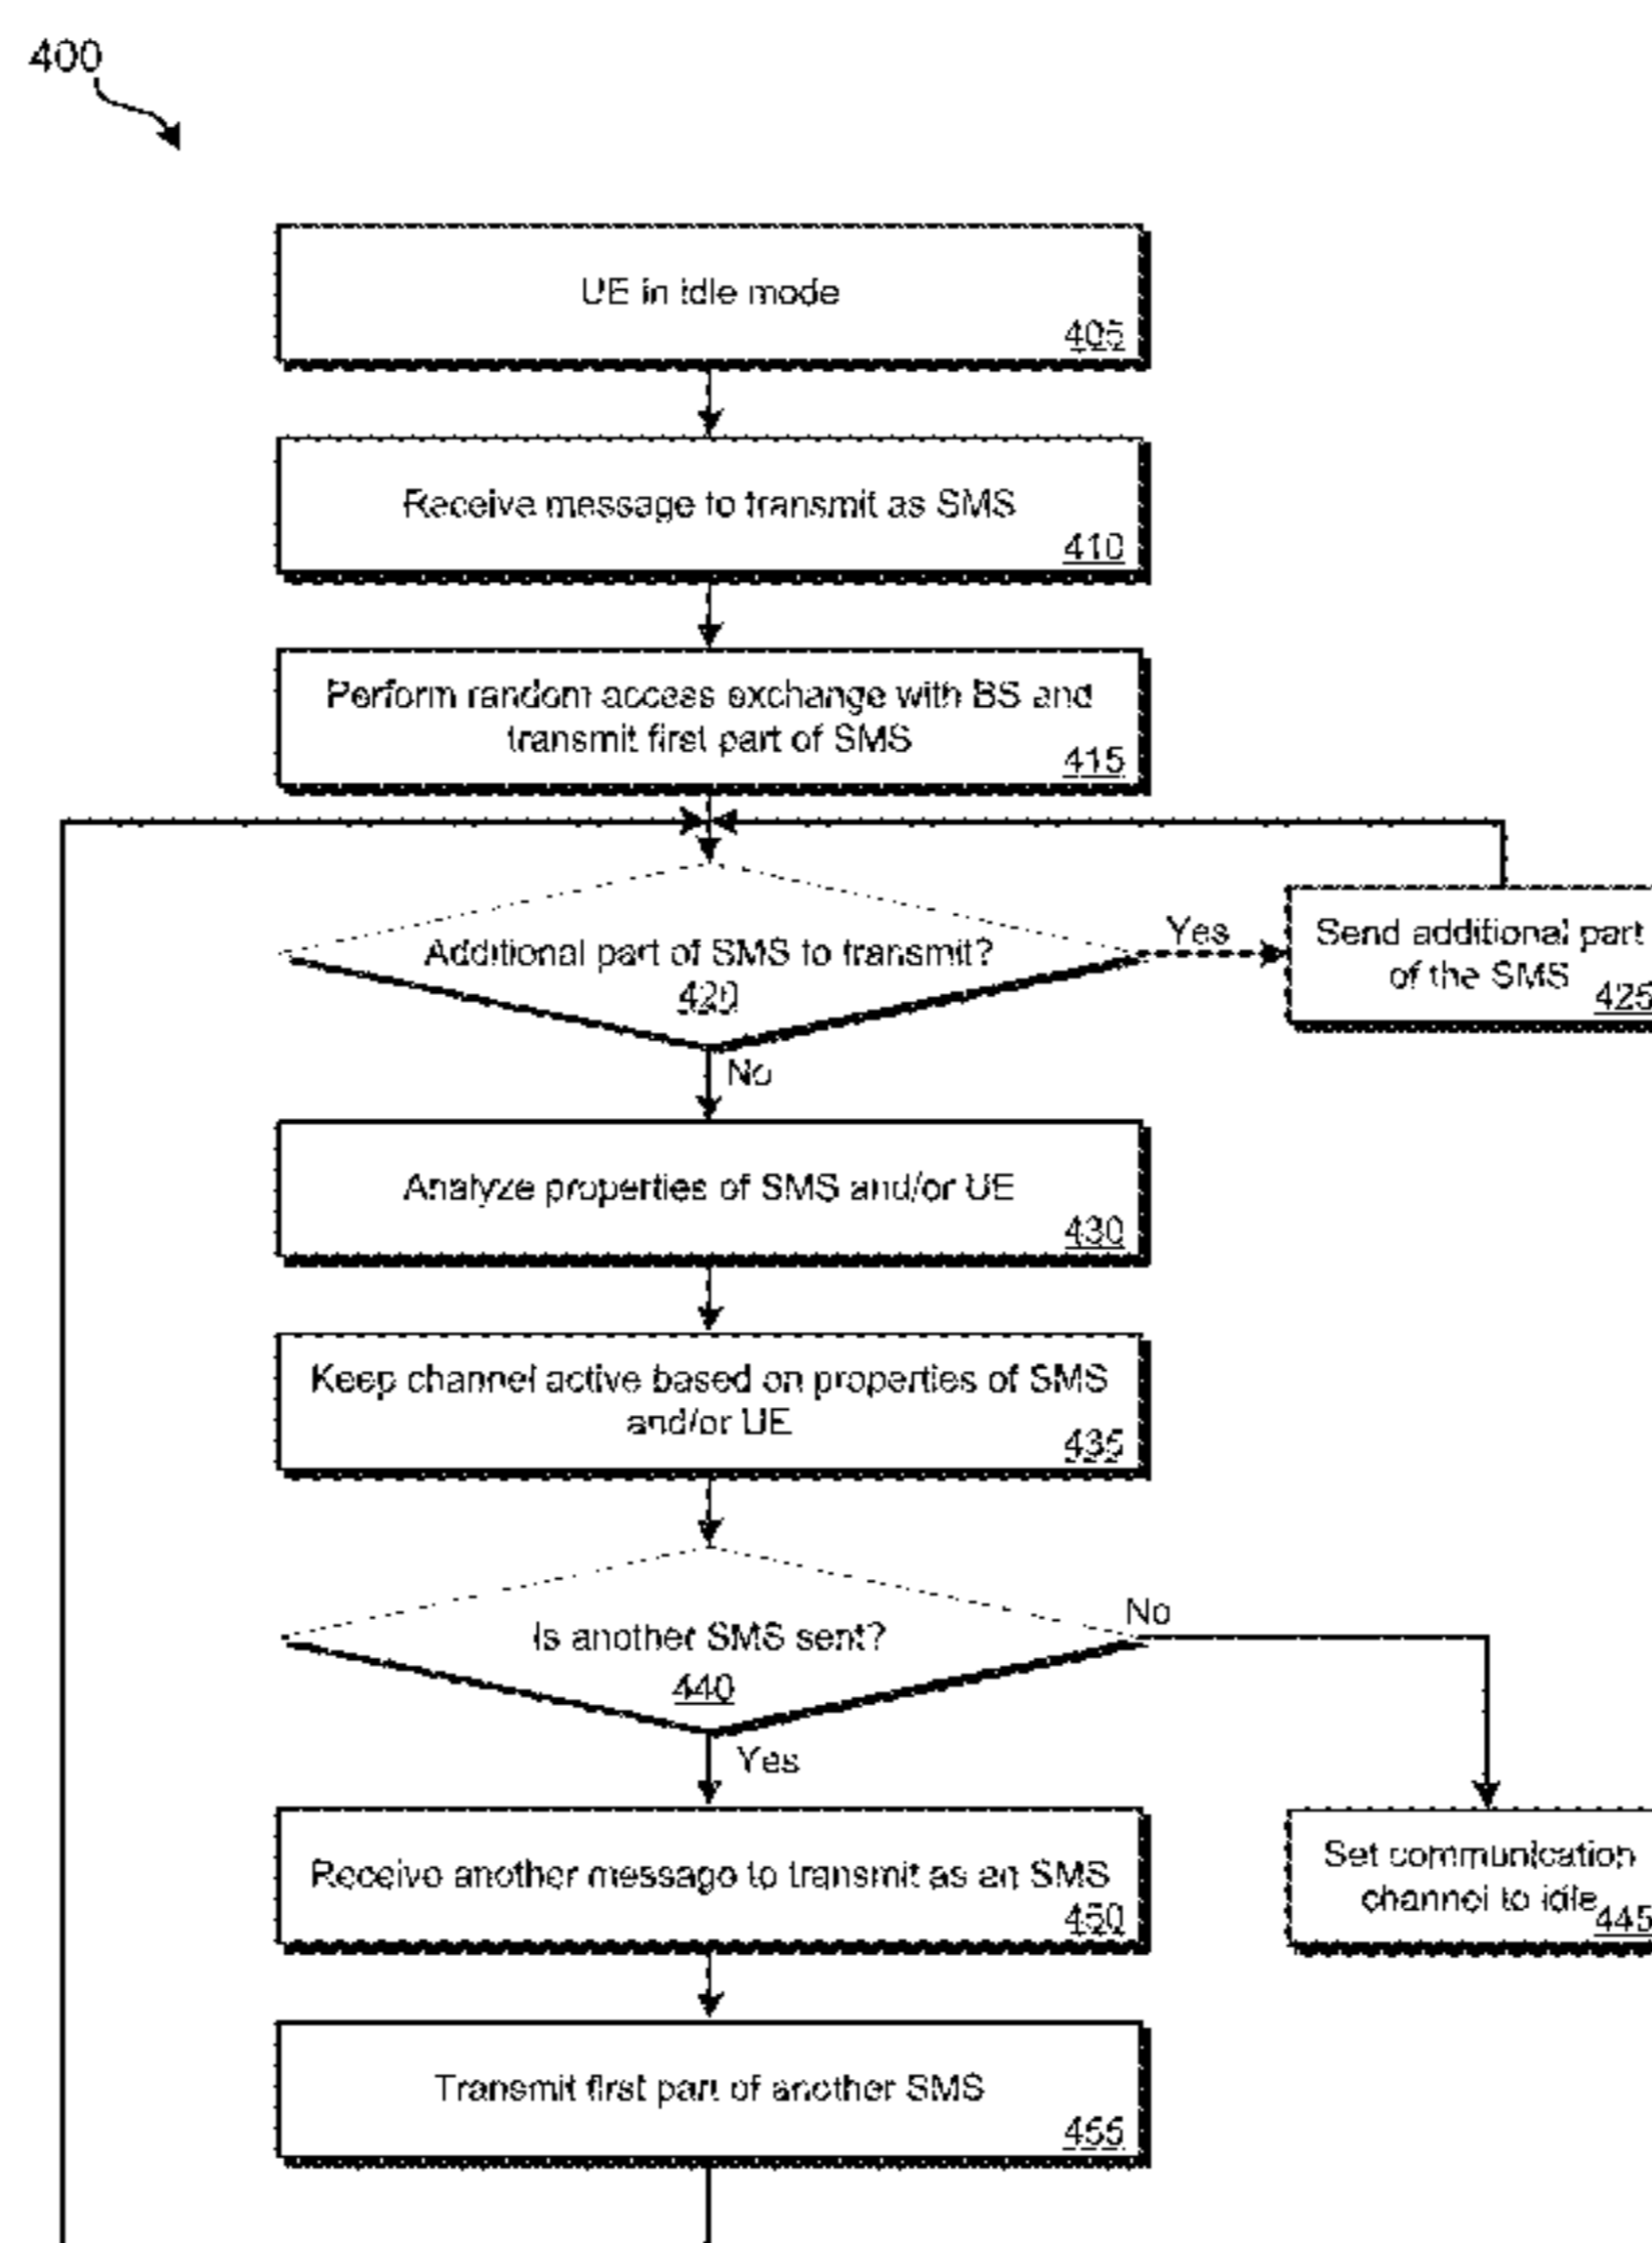 400
UE in idle mode
405
Receive message to transmit as SMS
410
Perform random access exchange with BS and
transmit first part of SMS
415
Additional part of SMS to transmit?
420
Yes
Send additional part
of the SMS
425
No
Analyze properties of SMS and/or UE
430
Keep channel active based on properties of SMS
and/or UE
435
Is another SMS sent?
440
No
Yes
Receive another message to transmit as an SMS
450
Set communication
channel to idle
445
Transmit first part of another SMS
455